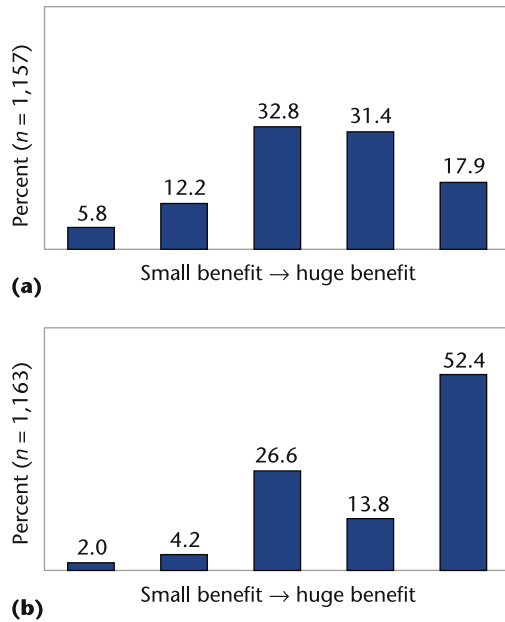 Percent (n = 1,157)
5.8
12.2
32.8
31.4
17.9
Small benefit → huge benefit
(a)
Percent (n = 1,163)
2.0
4.2
26.6
13.8
52.4
Small benefit → huge benefit
(b)